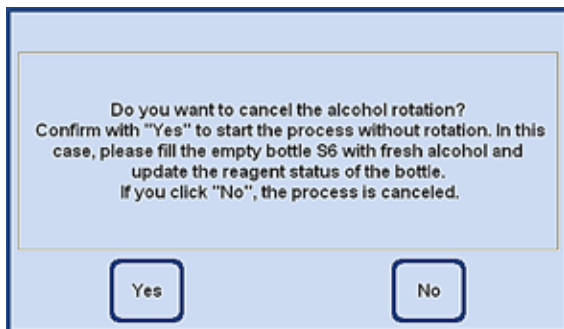 Do you want to cancel the alcohol rotation?
Confirm with "Yes" to start the process without rotation. In this
case, please fill the empty bottle S6 with fresh alcohol and
update the reagent status of the bottle.
If you click "No", the process is canceled.
Yes
No